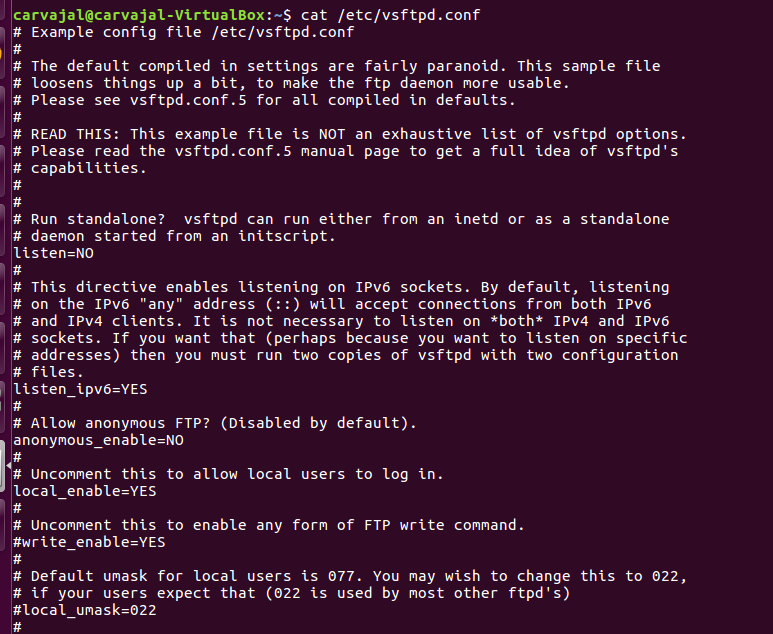 carvajal@carvajal-VirtualBox:~$ cat /etc/vsftpd.conf
# Example config file /etc/vsftpd.conf
#
# The default compiled in settings are fairly paranoid. This sample file
# loosens things up a bit, to make the ftp daemon more usable.
# Please see vsftpd.conf.5 for all compiled in defaults.
#
# READ THIS: This example file is NOT an exhaustive list of vsftpd options.
# Please read the vsftpd.conf.5 manual page to get a full idea of vsftpd's
# capabilities.
#
#
# Run standalone?  vsftpd can run either from an inetd or as a standalone
# daemon started from an initscript.
listen=NO
#
# This directive enables listening on IPv6 sockets. By default, listening
# on the IPv6 "any" address (::) will accept connections from both IPv6
# and IPv4 clients. It is not necessary to listen on *both* IPv4 and IPv6
# sockets. If you want that (perhaps because you want to listen on specific
# addresses) then you must run two copies of vsftpd with two configuration
# files.
listen_ipv6=YES
#
# Allow anonymous FTP? (Disabled by default).
anonymous_enable=NO
#
# Uncomment this to allow local users to log in.
local_enable=YES
#
# Uncomment this to enable any form of FTP write command.
#write_enable=YES
#
# Default umask for local users is 077. You may wish to change this to 022,
# if your users expect that (022 is used by most other ftpd's)
#local_umask=022
#